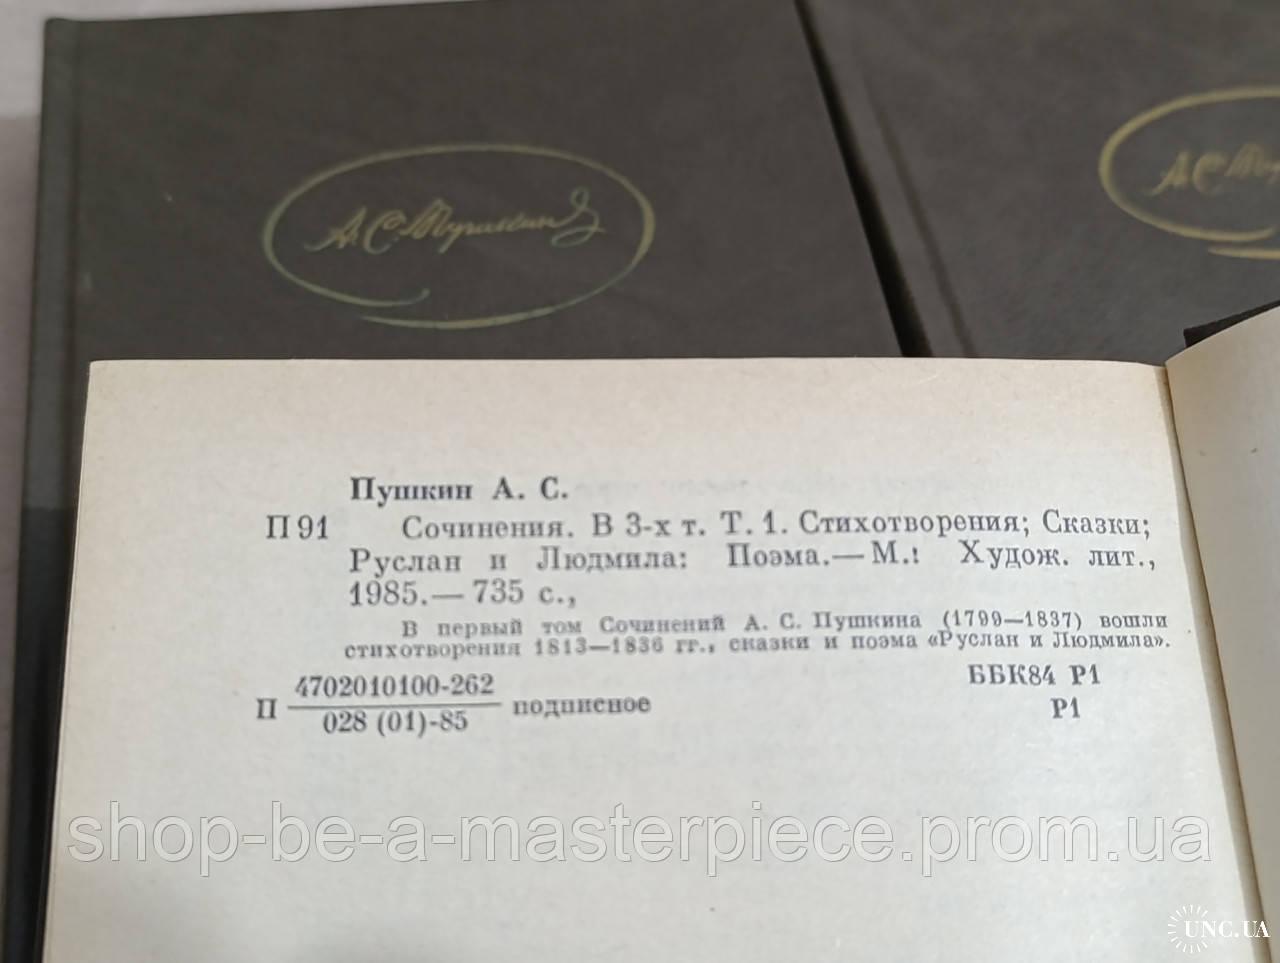 А. С. Пушкин
Пушкин А. С.
П 91 Сочинения. В 3-х т. Т. 1. Стихотворения; Сказки;
Руслан и Людмила: Поэма.— М.: Худож. лит.,
1985.— 735 с.,
В первый том Сочинений А. С. Пушкина (1799—1837) вошли
стихотворения 1813—1836 гг., сказки и поэма «Руслан и Людмила».
П 4702010100-262 подписное ББК84 Р1
028 (01)-85 Р1
shop-be-a-masterpiece.prom.ua
UNC.UA